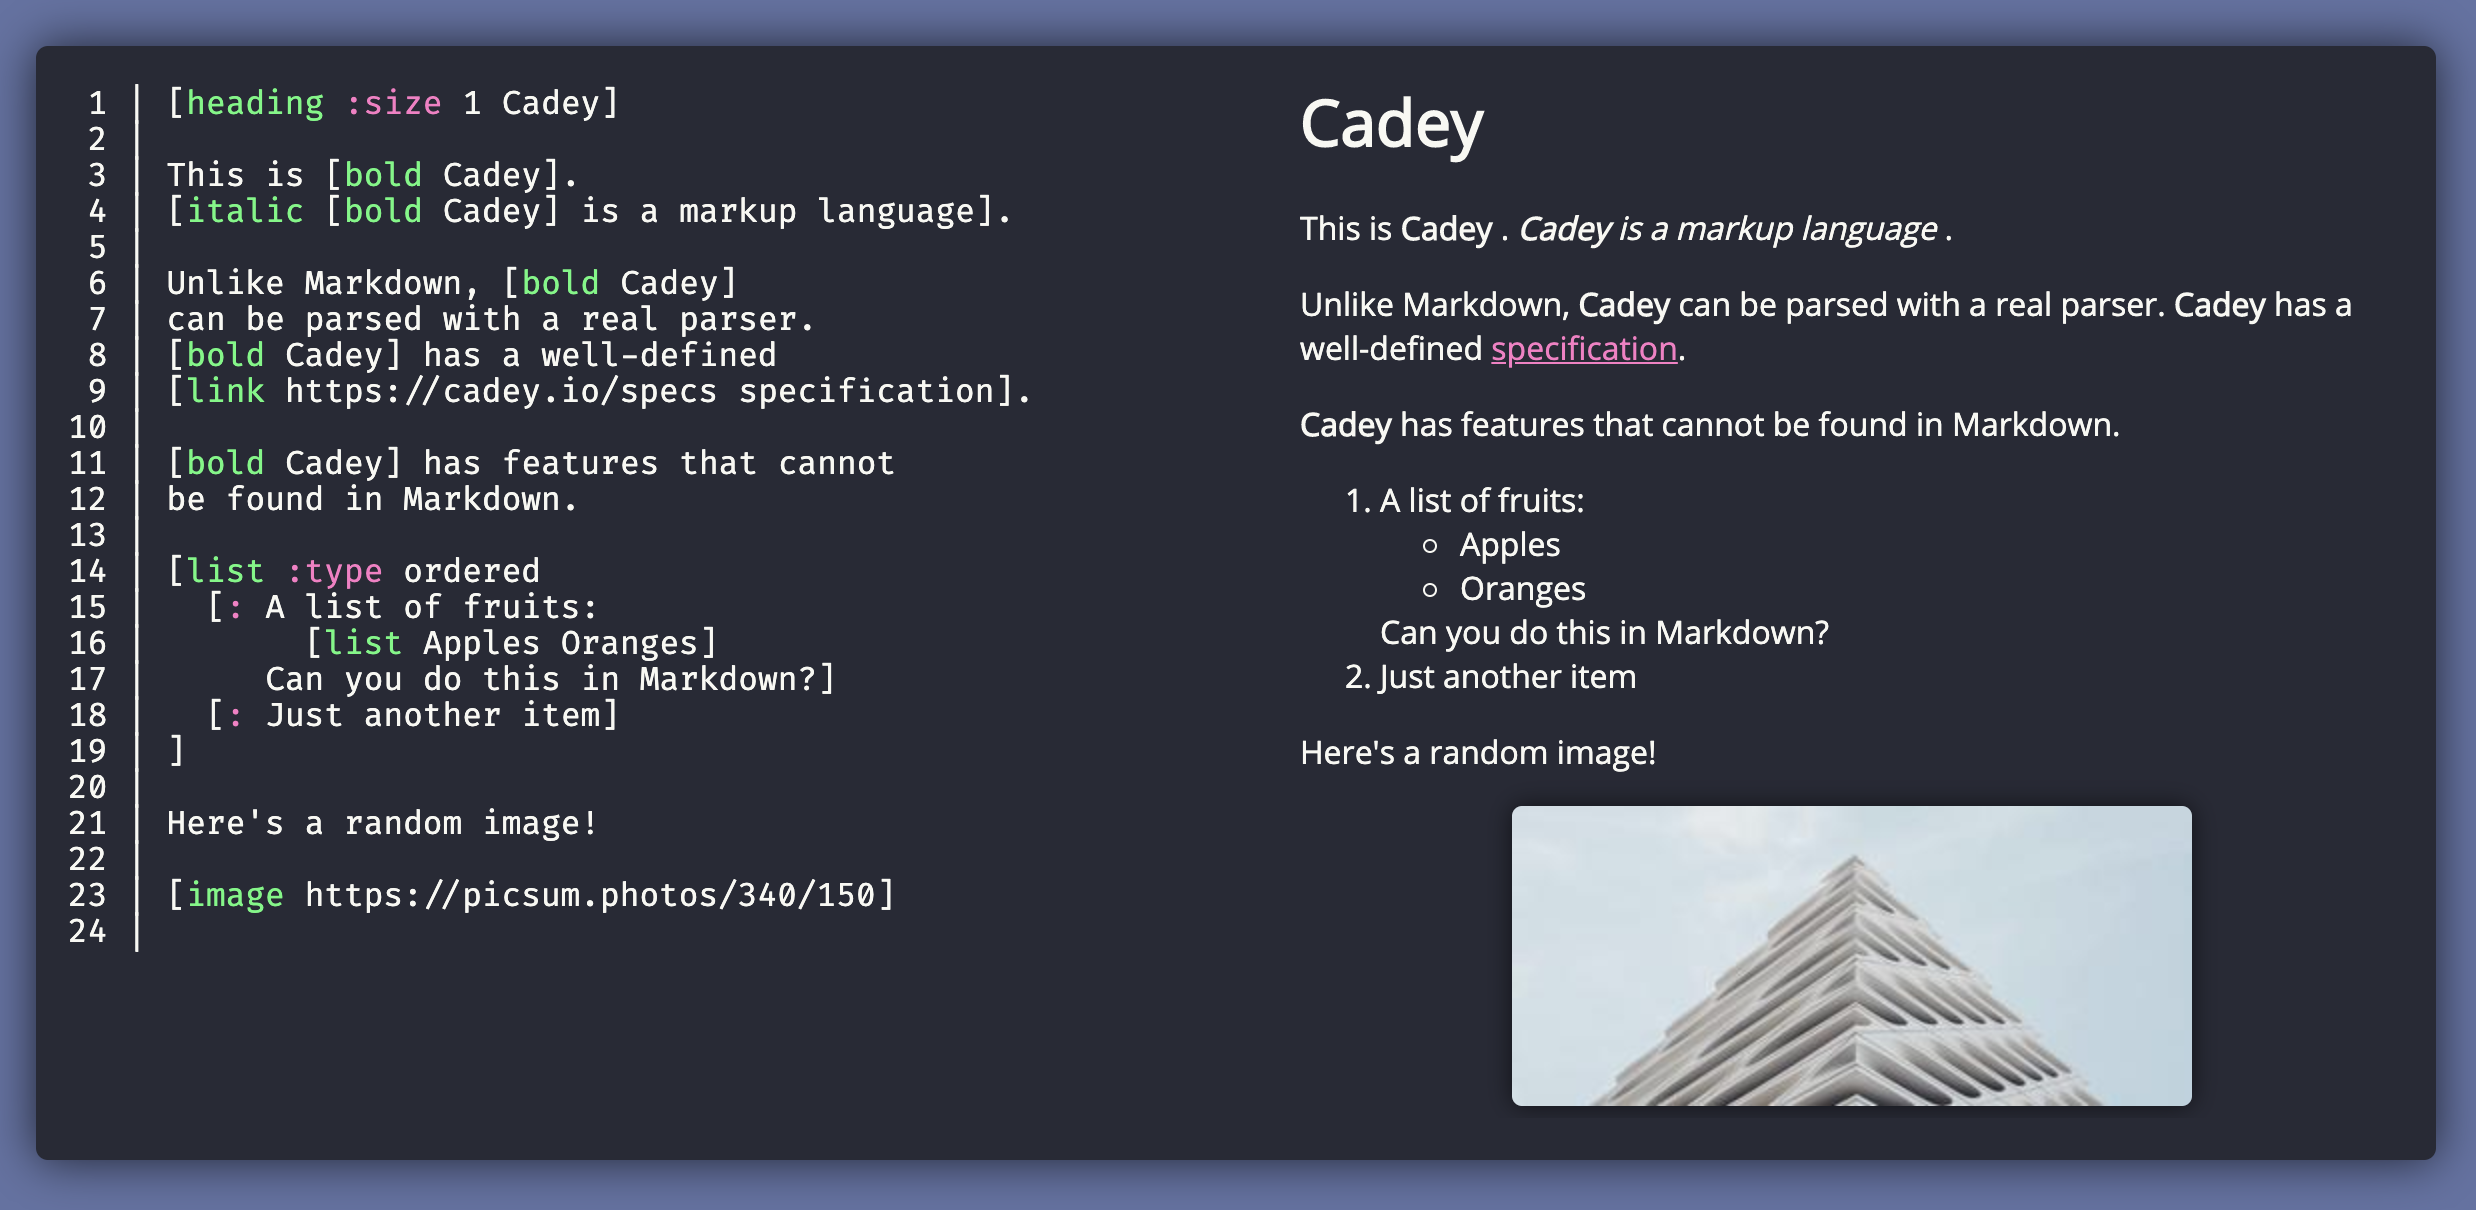 1 [heading :size 1 Cadey]
2
3 This is [bold Cadey].
4 [italic [bold Cadey] is a markup language].
5
6 Unlike Markdown, [bold Cadey]
7 can be parsed with a real parser.
8 [bold Cadey] has a well-defined
9 [link https://cadey.io/specs specification].
10
11 [bold Cadey] has features that cannot
12 be found in Markdown.
13
14 [list :type ordered
15   [: A list of fruits:
16        [list Apples Oranges]
17      Can you do this in Markdown?]
18   [: Just another item]
19 ]
20
21 Here's a random image!
22
23 [image https://picsum.photos/340/150]
24
Cadey
This is Cadey . Cadey is a markup language .
Unlike Markdown, Cadey can be parsed with a real parser. Cadey has a
well-defined specification.
Cadey has features that cannot be found in Markdown.
1. A list of fruits:
○ Apples
○ Oranges
Can you do this in Markdown?
2. Just another item
Here's a random image!